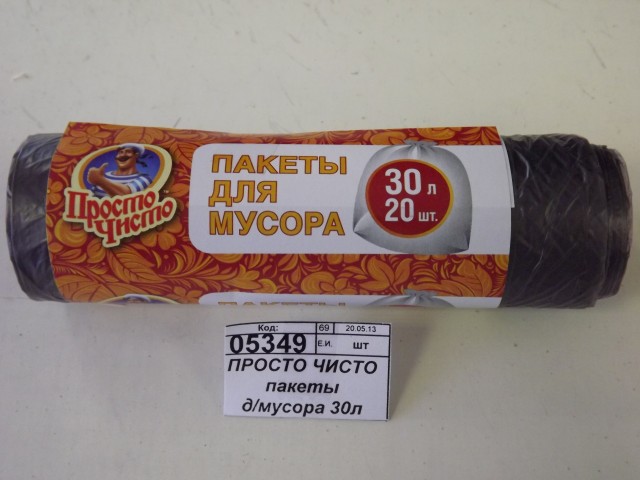 Просто
Чисто
ПАКЕТЫ
ДЛЯ
МУСОРА
30 л
20 шт.
ПАКЕТЫ
Код: 69 20.05.13
05349 Е.И. шт
ПРОСТО ЧИСТО
пакеты
д/мусора 30л